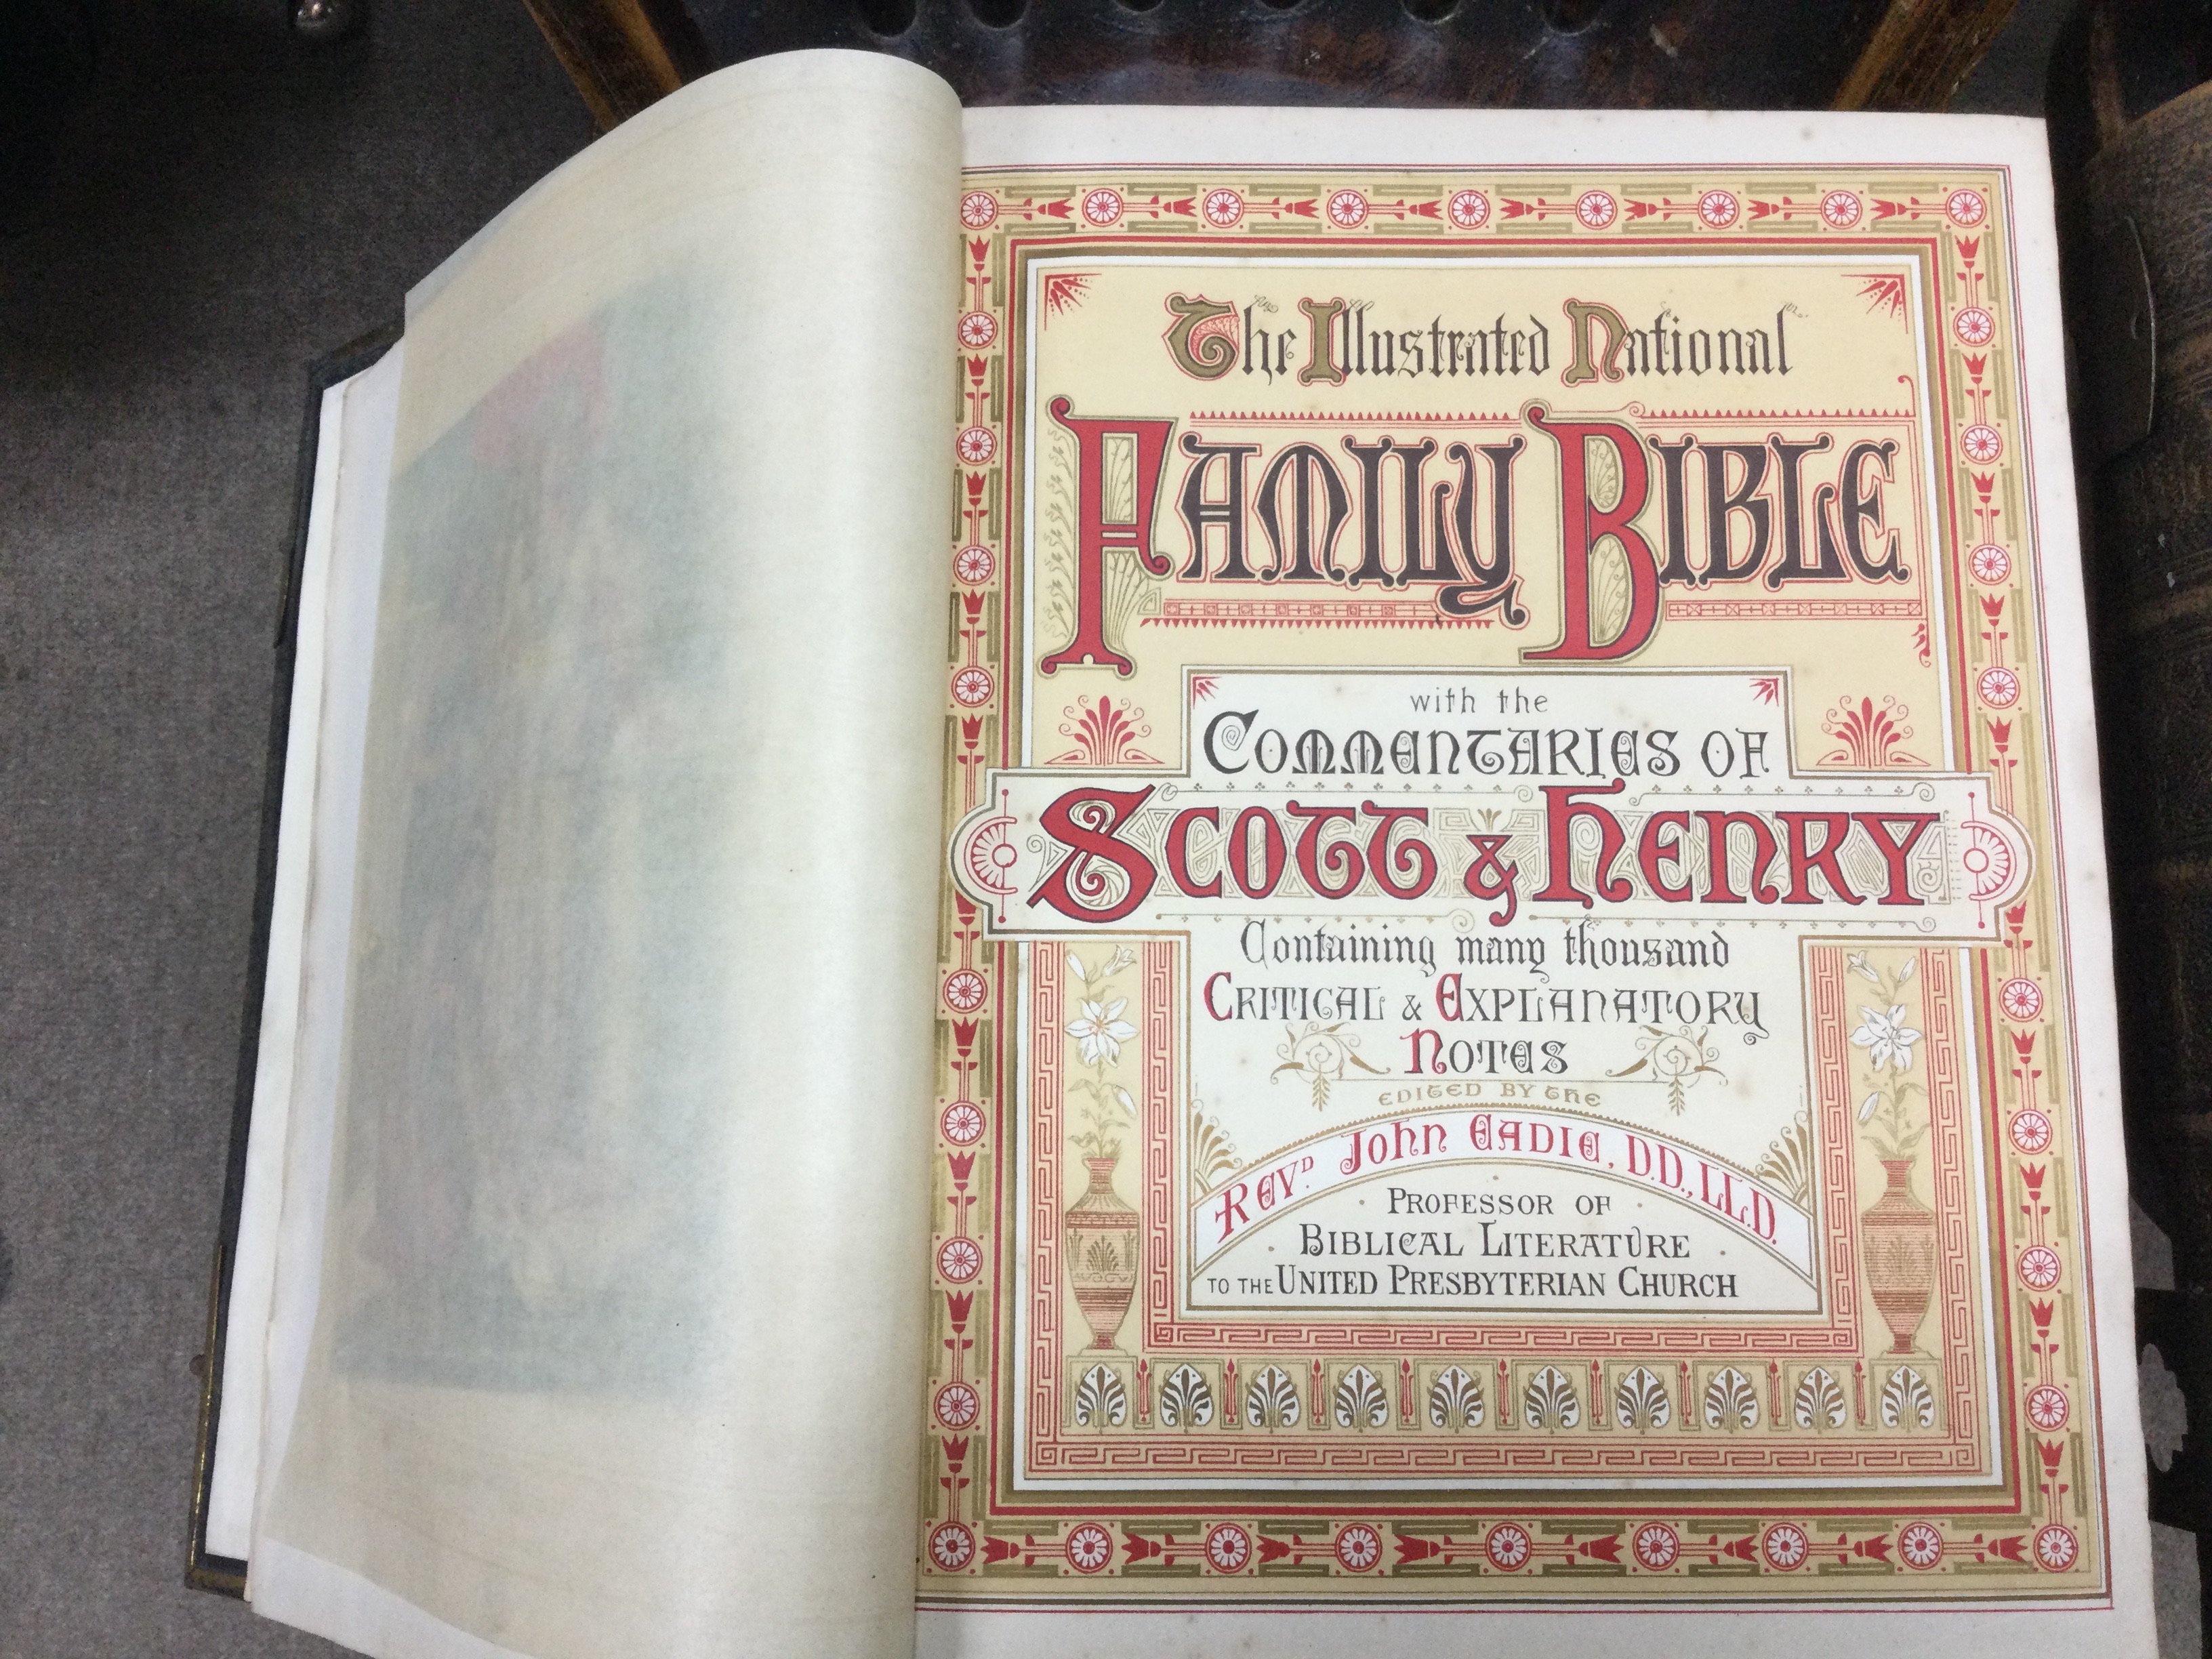 The Illustrated National
FAMILY BIBLE
with the
COMMENTARIES OF
SCOTT & HENRY
Containing many thousand
CRITICAL & EXPLANATORY
NOTES
EDITED BY THE
REVD. JOHN EADIE, D.D., LL.D.
PROFESSOR OF
BIBLICAL LITERATURE
TO THE UNITED PRESBYTERIAN CHURCH